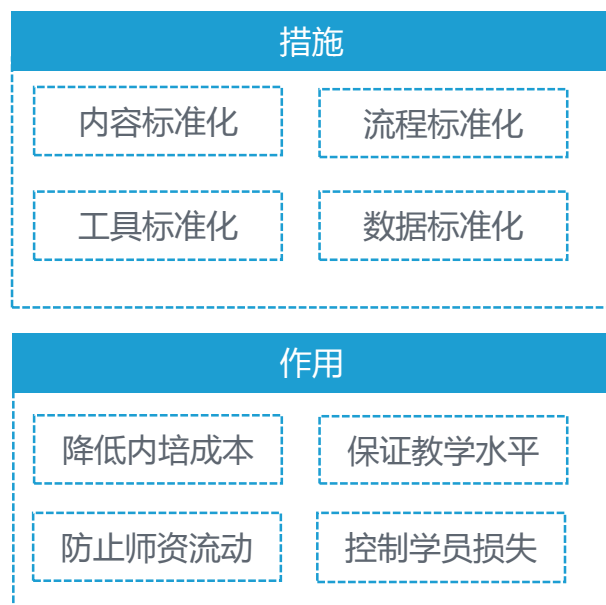 措施
内容标准化
流程标准化
工具标准化
数据标准化
作用
降低内培成本
保证教学水平
防止师资流动
控制学员损失